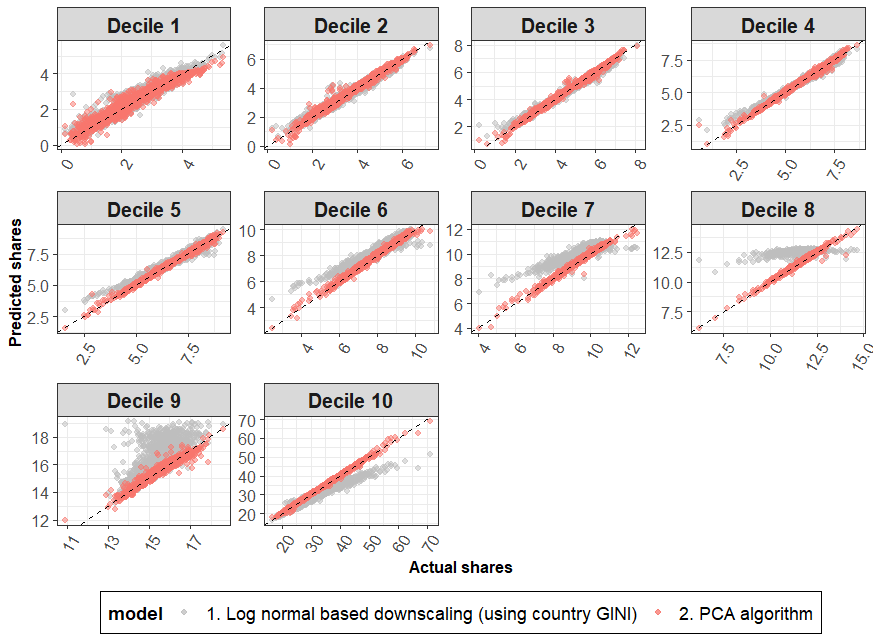 Decile 1 Decile 2 Decile 3 Decile 4
4 2 0
6 4 2 0
8 6 4 2
7.5 5.0 2.5
0 2 4
0 2 4 6
0 2 4 6 8
2.5 5.0 7.5
Decile 5 Decile 6 Decile 7 Decile 8
7.5 5.0 2.5
10 8 6 4
12 10 8 6 4
12.5 10.0 7.5
2.5 5.0 7.5
4 6 8 10
4 6 8 10 12
7.5 10.0 12.5 15.0
Predicted shares
Decile 9 Decile 10
18 16 14 12
70 60 50 40 30 20
11 13 15 17
20 30 40 50 60 70
Actual shares
model 1. Log normal based downscaling (using country GINI) 2. PCA algorithm